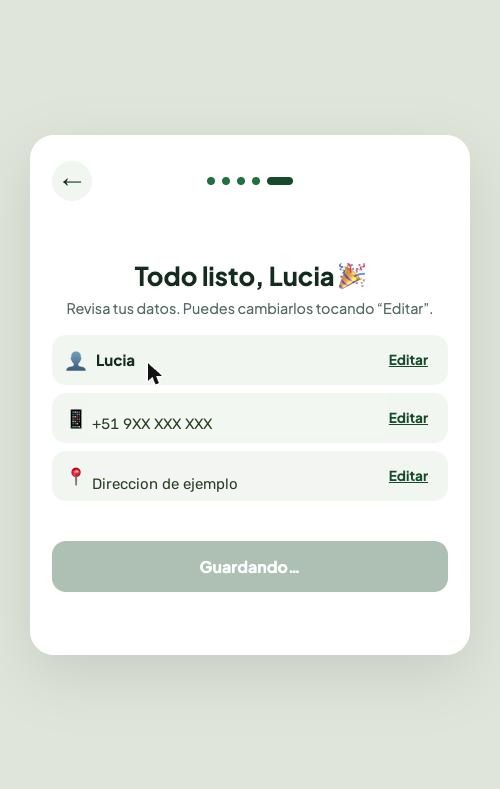 Todo listo, Lucia 🎉
Revisa tus datos. Puedes cambiarlos tocando “Editar”.
Lucia Editar
+51 9XX XXX XXX Editar
Direccion de ejemplo Editar
Guardando…